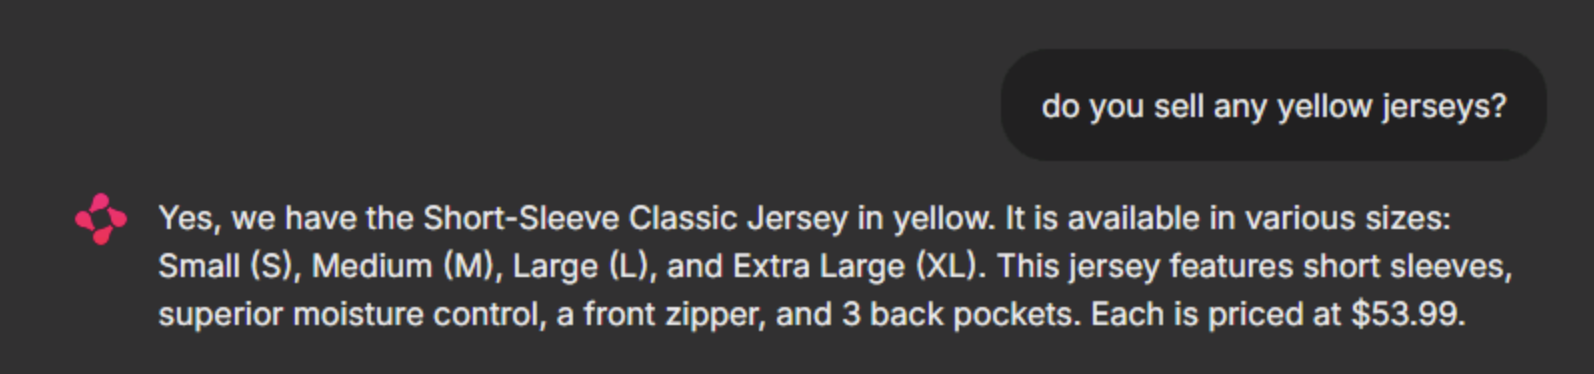 do you sell any yellow jerseys?
Yes, we have the Short-Sleeve Classic Jersey in yellow. It is available in various sizes:
Small (S), Medium (M), Large (L), and Extra Large (XL). This jersey features short sleeves,
superior moisture control, a front zipper, and 3 back pockets. Each is priced at $53.99.